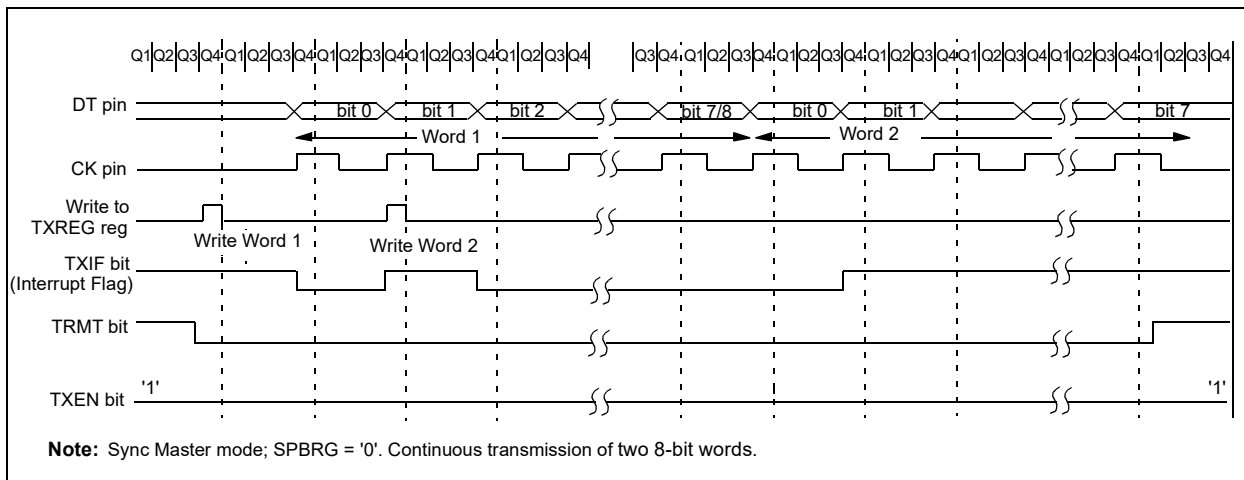 Q1 Q2 Q3 Q4 Q1 Q2 Q3 Q4 Q1 Q2 Q3 Q4 Q1 Q2 Q3 Q4 Q1 Q2 Q3 Q4 Q3 Q4 Q1 Q2 Q3 Q4 Q1 Q2 Q3 Q4 Q1 Q2 Q3 Q4 Q1 Q2 Q3 Q4 Q1 Q2 Q3 Q4 Q1 Q2 Q3 Q4
DT pin bit 0 bit 1 bit 2 bit 7/8 bit 0 bit 1 bit 7
Word 1 Word 2
CK pin
Write to
TXREG reg
Write Word 1 Write Word 2
TXIF bit
(Interrupt Flag)
TRMT bit
'1' '1'
TXEN bit
Note: Sync Master mode; SPBRG = '0'. Continuous transmission of two 8-bit words.